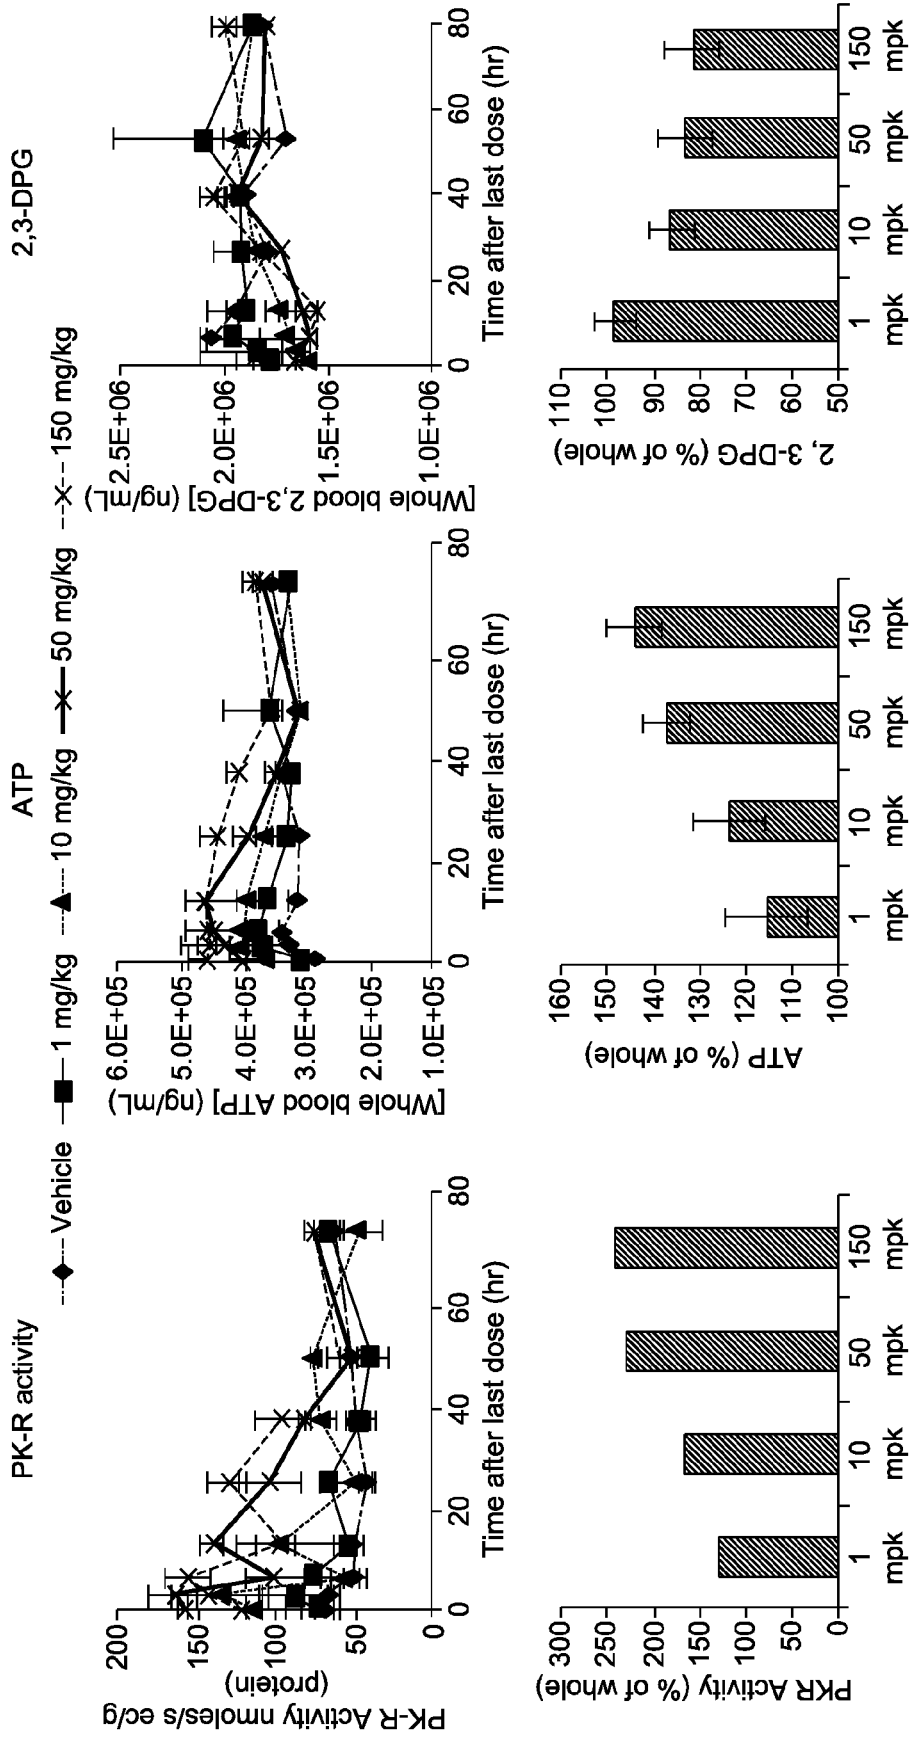 PK-R activity
ATP
2,3-DPG
Vehicle
1 mg/kg
10 mg/kg
50 mg/kg
150 mg/kg
PK-R Activity nmoles/s ec/g
(protein)
200
150
100
50
0
0
20
40
60
80
Time after last dose (hr)
[Whole blood ATP] (ng/mL)
6.0E+05
5.0E+05
4.0E+05
3.0E+05
2.0E+05
1.0E+05
0
20
40
60
80
Time after last dose (hr)
[Whole blood 2,3-DPG] (ng/mL)
2.5E+06
2.0E+06
1.5E+06
1.0E+06
0
20
40
60
80
Time after last dose (hr)
PKR Activity (% of whole)
300
250
200
150
100
50
0
1
mpk
10
mpk
50
mpk
150
mpk
ATP (% of whole)
160
150
140
130
120
110
100
1
mpk
10
mpk
50
mpk
150
mpk
2, 3-DPG (% of whole)
110
100
90
80
70
60
50
1
mpk
10
mpk
50
mpk
150
mpk